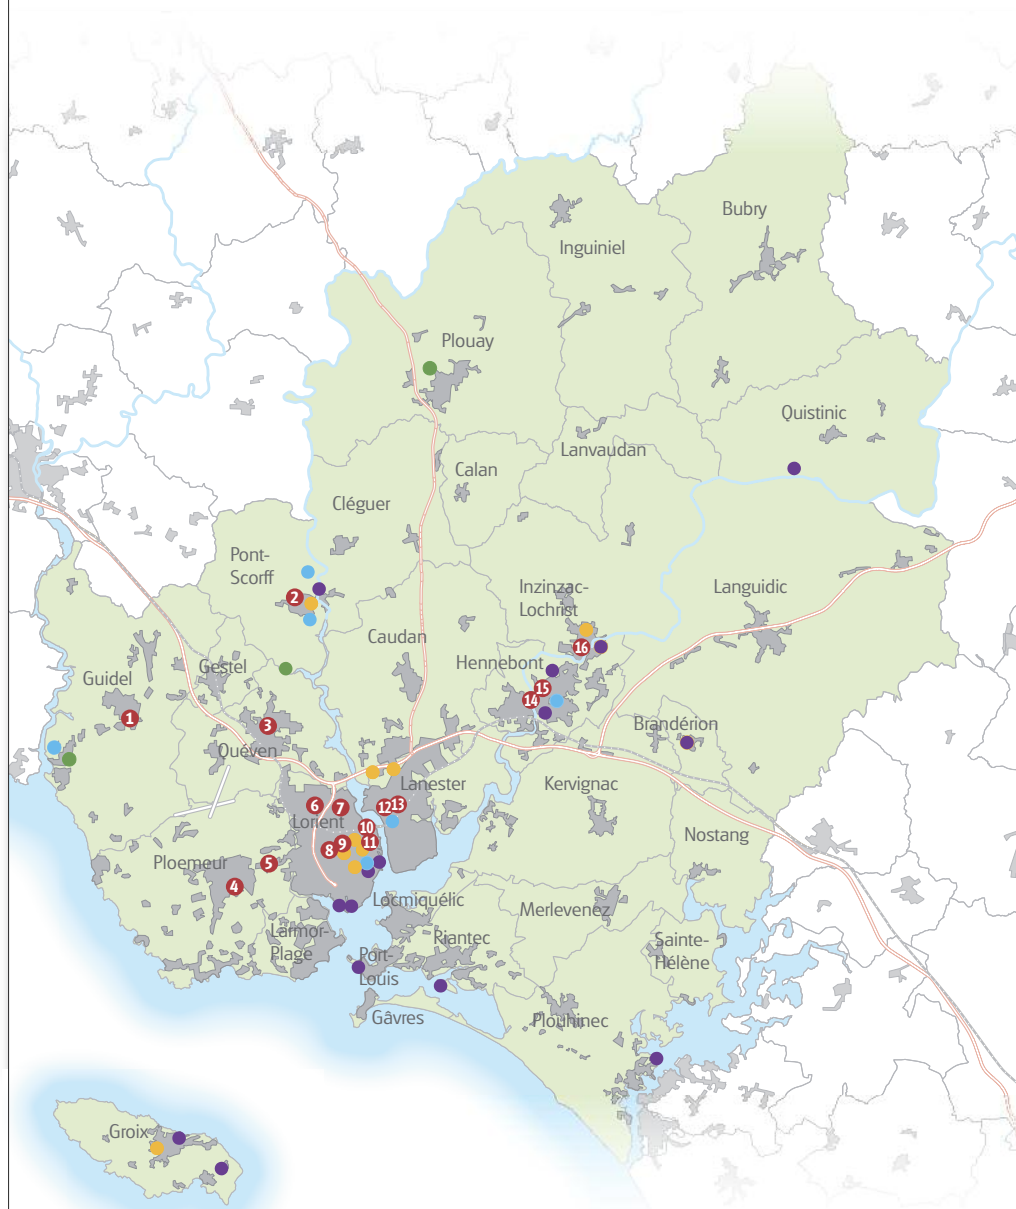 Bubry
Inguiniel
Plouay
Quistinic
Lanvaudan
Calan
Cléguer
Pont-
Scorff
2
Inzinzac-
Lochrist
Languidic
Caudan
16
Hennebont
Gestel
Guidel
15
14
1
3
Brandérion
Quéven
Lanester
Kervignac
6
7
12
13
Lorient
10
11
Nostang
8
9
Ploemeur
5
4
Locmiquélic
Merlevenez
Larmor-
Plage
Riantec
Sainte-
Hélène
Port-
Louis
Gâvres
Plouhinec
Groix